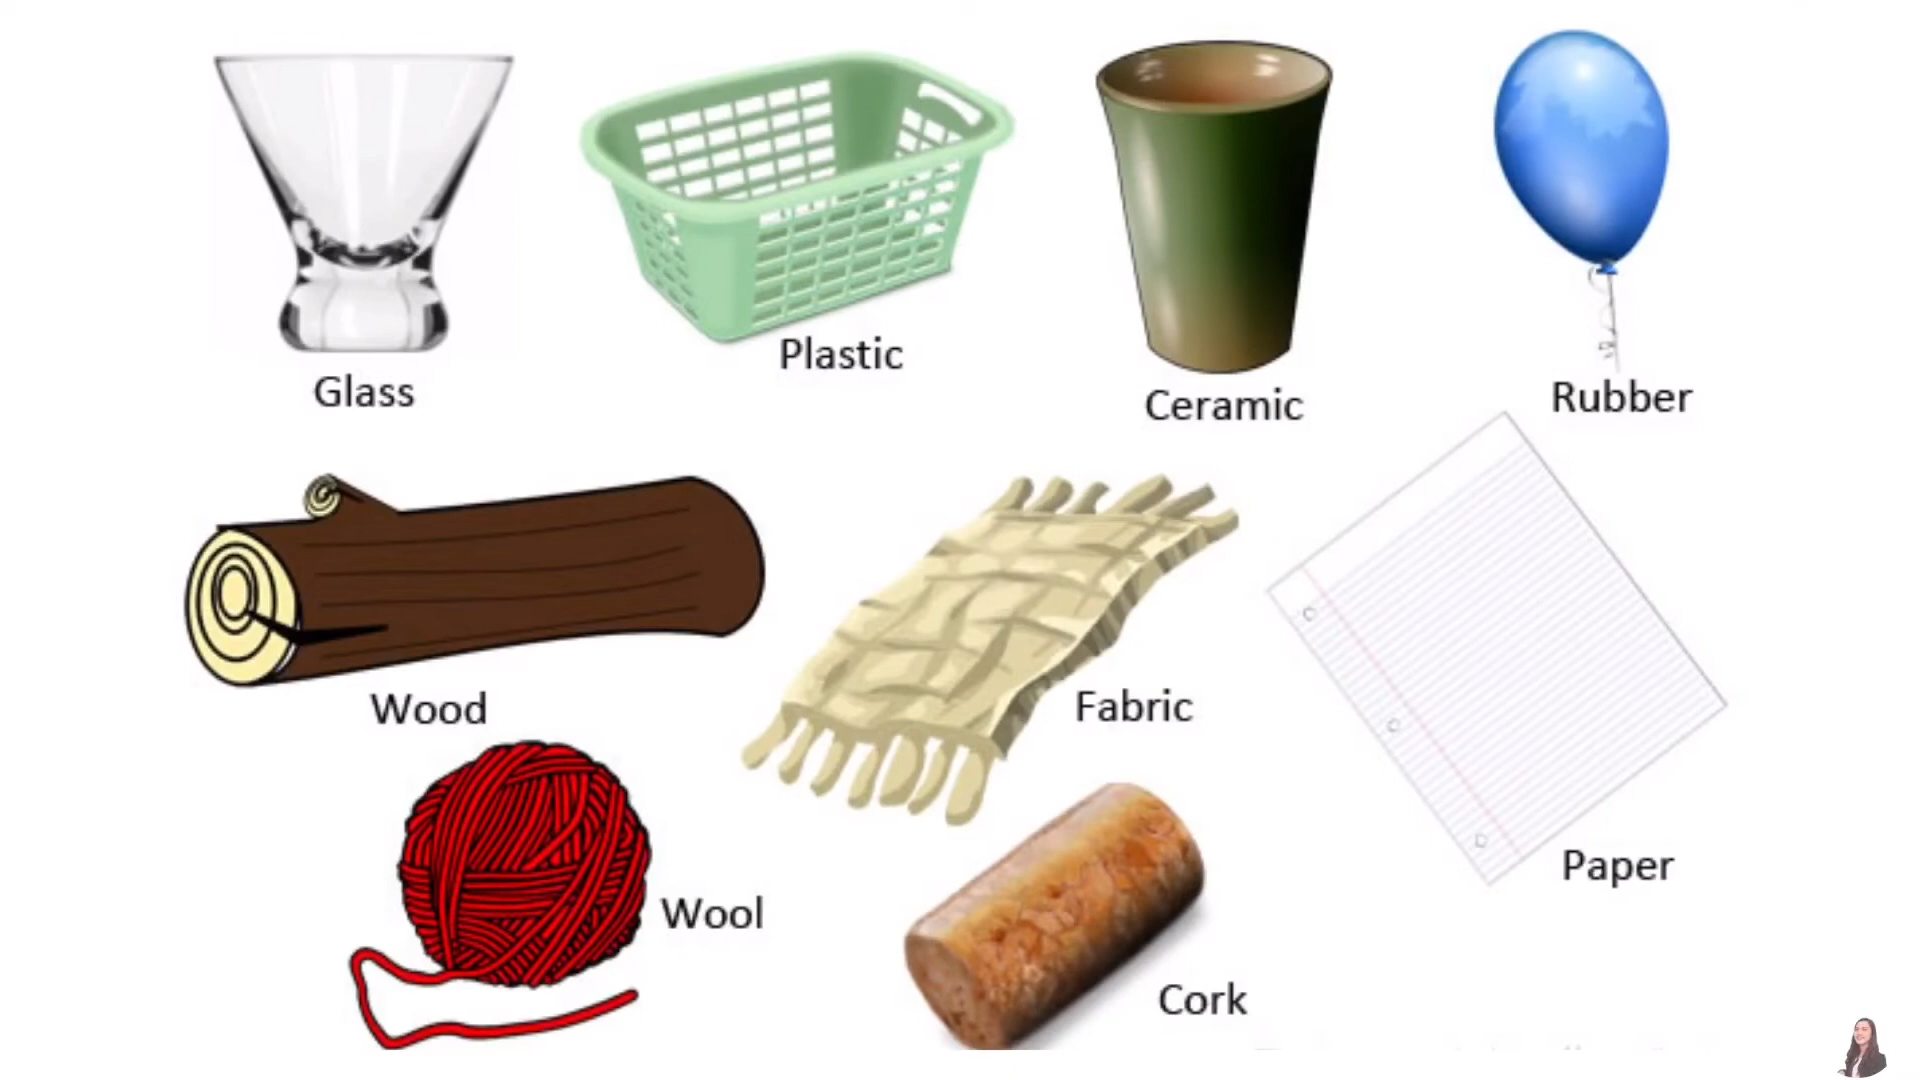 Glass
Plastic
Ceramic
Rubber
Wood
Fabric
Paper
Wool
Cork